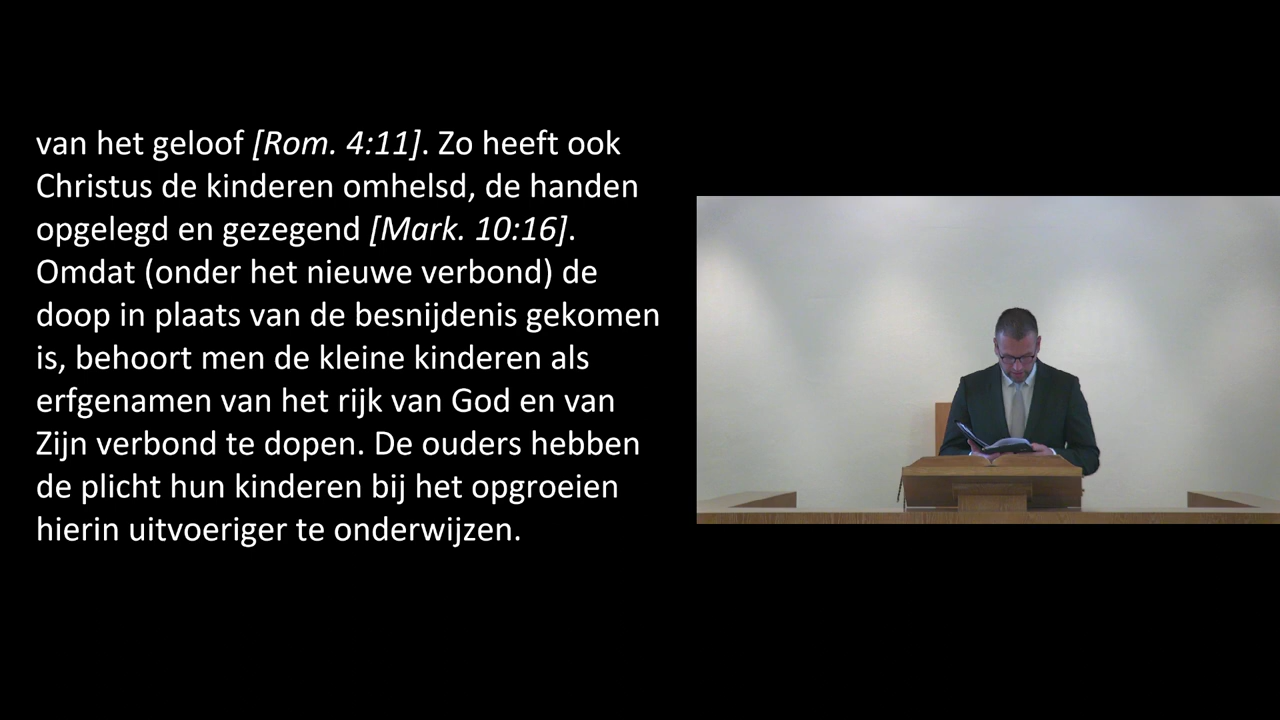 van het geloof [Rom. 4:11]. Zo heeft ook
Christus de kinderen omhelsd, de handen
opgelegd en gezegend [Mark. 10:16].
Omdat (onder het nieuwe verbond) de
doop in plaats van de besnijdenis gekomen
is, behoort men de kleine kinderen als
erfgenamen van het rijk van God en van
Zijn verbond te dopen. De ouders hebben
de plicht hun kinderen bij het opgroeien
hierin uitvoeriger te onderwijzen.